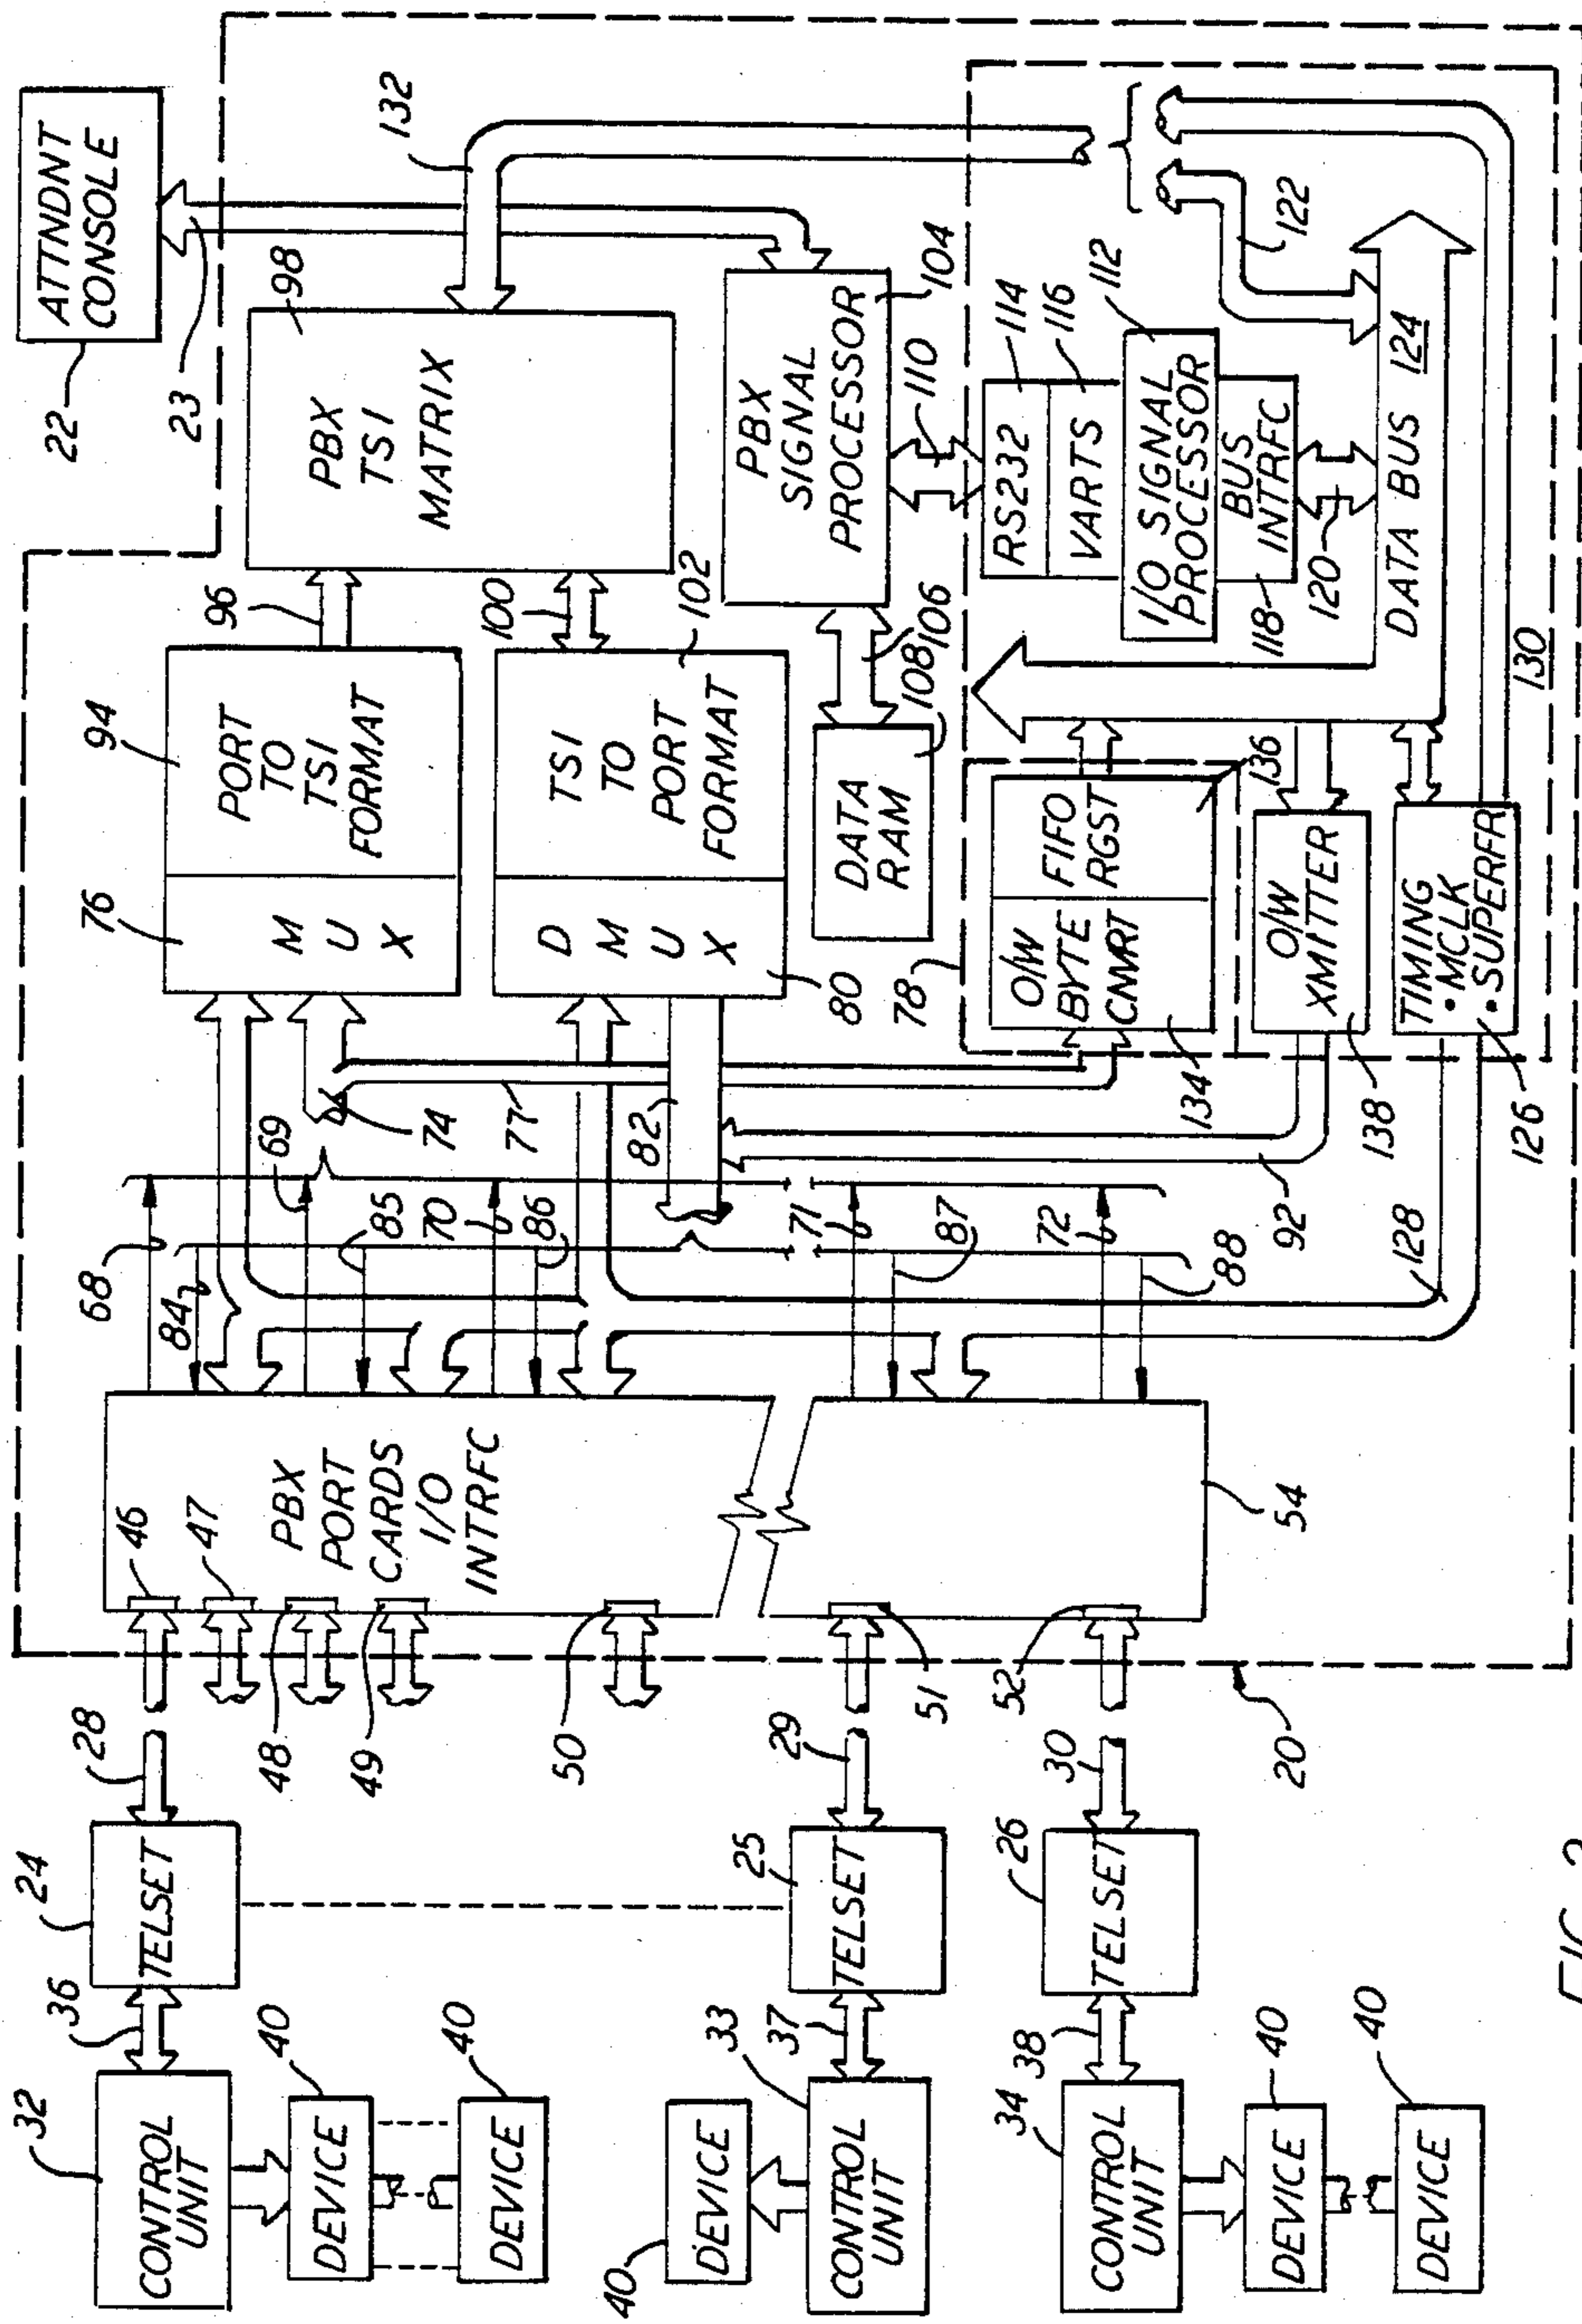 32
CONTROL
UNIT
36
24
TELSET
28
40
DEVICE
40
DEVICE
46
47
48
49
50
PBX
PORT
CARDS
I/O
INTRFC
68
84
69
85
70
86
74
77
82
76
M
U
X
94
PORT
TO
TSI
FORMAT
96
D
M
U
X
80
TSI
TO
PORT
FORMAT
100
102
PBX
TSI
MATRIX
98
22
ATTNDNT
CONSOLE
23
132
40
DEVICE
33
CONTROL
UNIT
37
25
TELSET
29
51
71
87
DATA
RAM
108
106
PBX
SIGNAL
PROCESSOR
104
110
34
CONTROL
UNIT
38
26
TELSET
30
52
72
88
54
78
O/W
BYTE
CNVRT
FIFO
RGST
134
136
RS232
114
VARTS
116
I/O SIGNAL
PROCESSOR
112
BUS
INTRFC
118
120
122
DATA BUS 124
40
DEVICE
40
DEVICE
20
92
O/W
XMITTER
138
128
TIMING
• MCLK
• SUPERFR
126
130